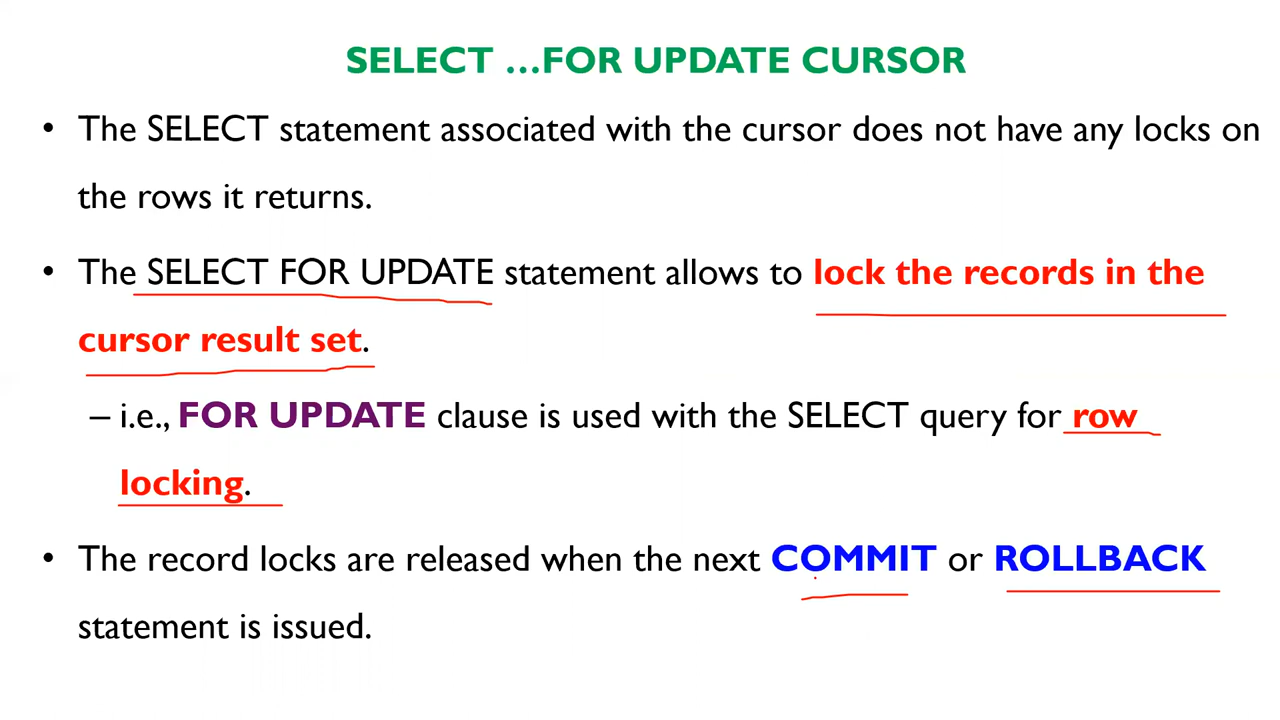 SELECT ...FOR UPDATE CURSOR
• The SELECT statement associated with the cursor does not have any locks on
the rows it returns.
• The SELECT FOR UPDATE statement allows to lock the records in the
cursor result set.
– i.e., FOR UPDATE clause is used with the SELECT query for row
locking.
• The record locks are released when the next COMMIT or ROLLBACK
statement is issued.